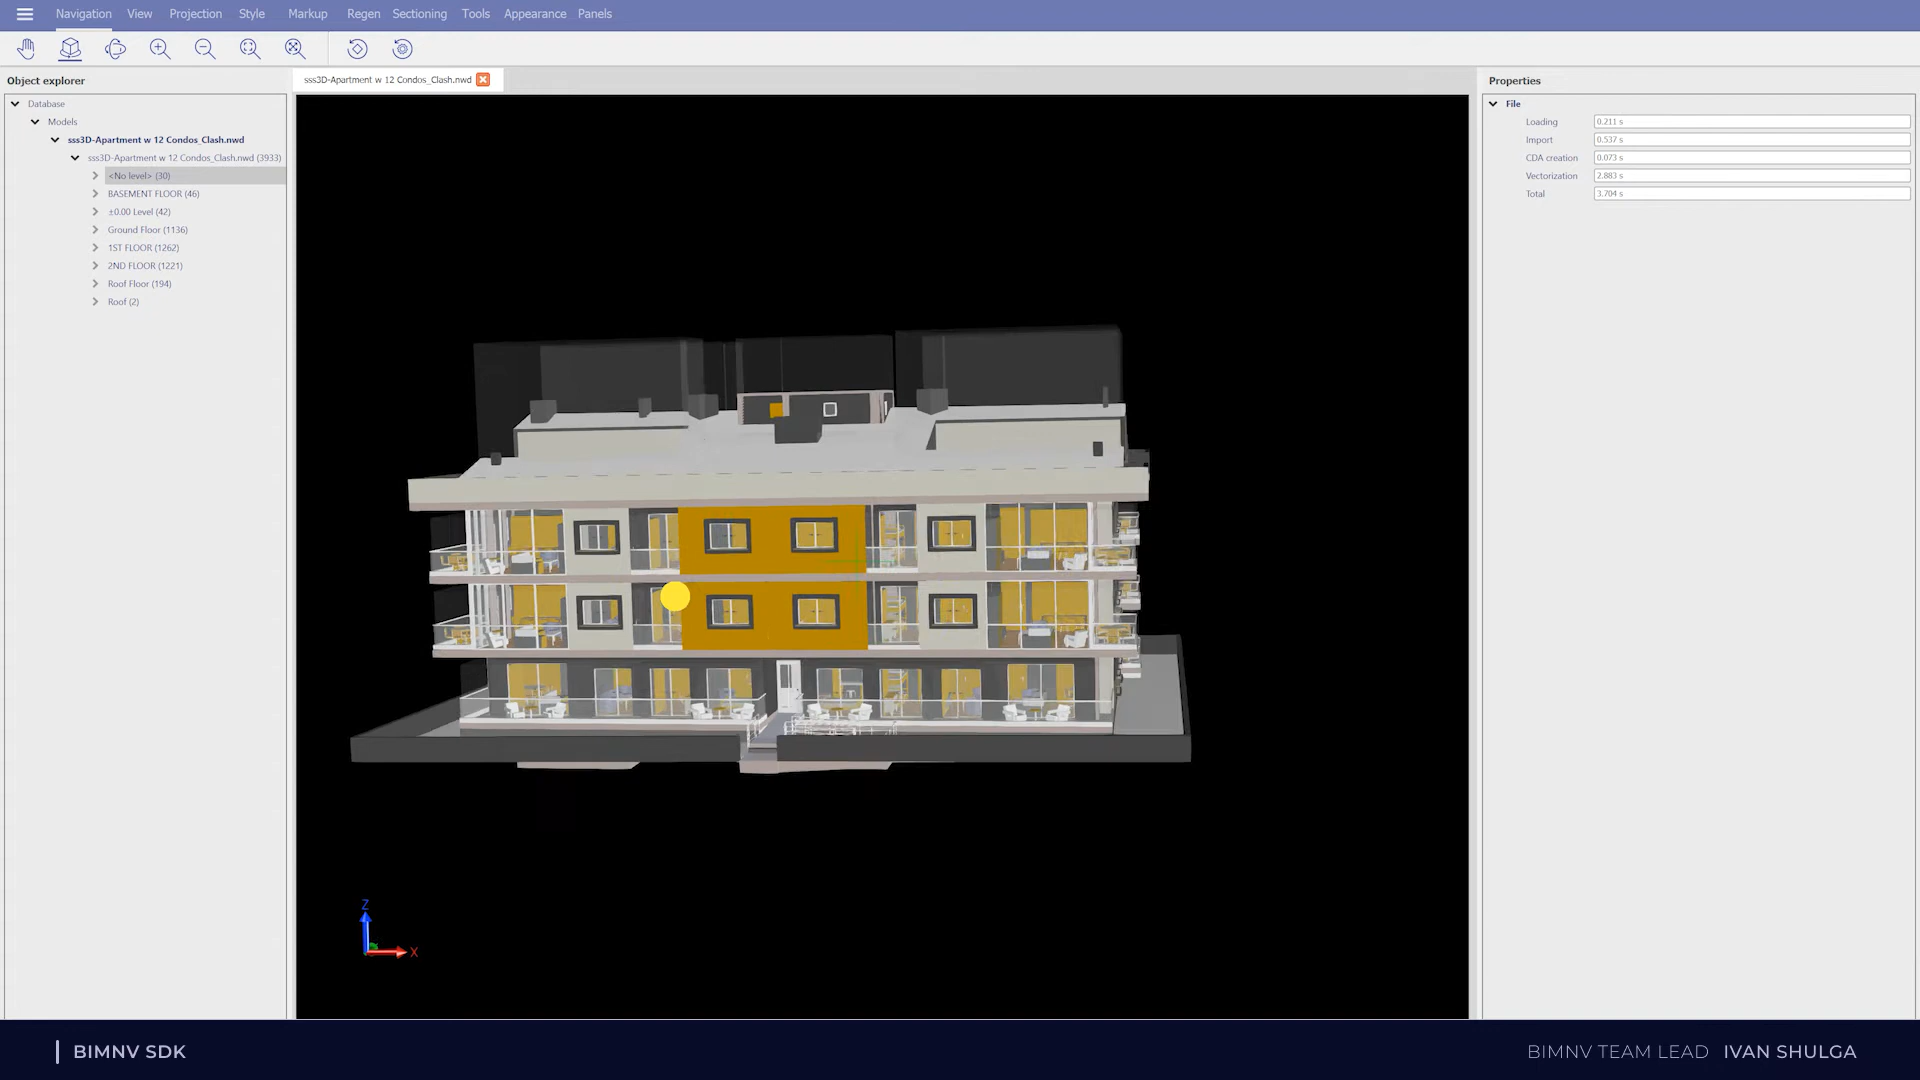 Navigation View Projection Style Markup Regen Sectioning Tools Appearance Panels
Object explorer
sss3D-Apartment w 12 Condos_Clash.nwd
Properties
Database
Models
sss3D-Apartment w 12 Condos_Clash.nwd
sss3D-Apartment w 12 Condos_Clash.nwd (3933)
<No level> (30)
BASEMENT FLOOR (46)
±0.00 Level (42)
Ground Floor (1136)
1ST FLOOR (1262)
2ND FLOOR (1221)
Roof Floor (194)
Roof (2)
File
Loading 0.211 s
Import 0.537 s
CDA creation 0.073 s
Vectorization 2.883 s
Total 3.704 s
Z
X
BIMNV SDK
BIMNV TEAM LEAD IVAN SHULGA